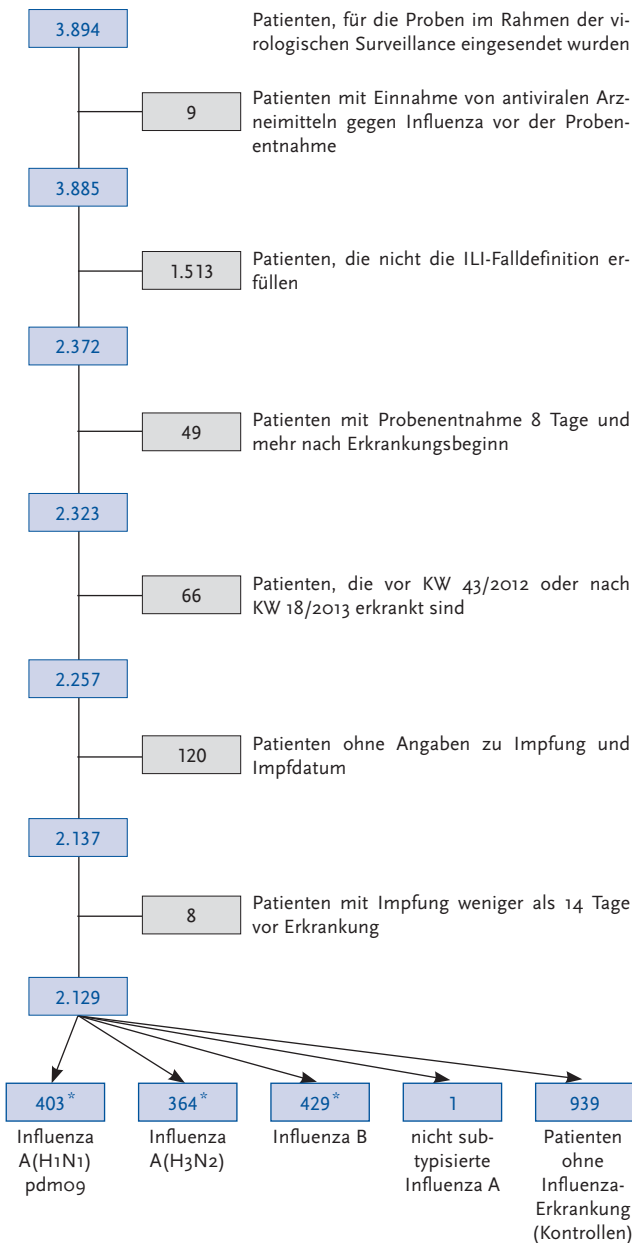 3.894
Patienten, für die Proben im Rahmen der vi-
rologischen Surveillance eingesendet wurden
9
Patienten mit Einnahme von antiviralen Arz-
neimitteln gegen Influenza vor der Proben-
entnahme
3.885
1.513
Patienten, die nicht die ILI-Falldefinition er-
füllen
2.372
49
Patienten mit Probenentnahme 8 Tage und
mehr nach Erkrankungsbeginn
2.323
66
Patienten, die vor KW 43/2012 oder nach
KW 18/2013 erkrankt sind
2.257
120
Patienten ohne Angaben zu Impfung und
Impfdatum
2.137
8
Patienten mit Impfung weniger als 14 Tage
vor Erkrankung
2.129
403*
Influenza
A(H1N1)
pdm09
364*
Influenza
A(H3N2)
429*
Influenza B
1
nicht sub-
typisierte
Influenza A
939
Patienten
ohne
Influenza-
Erkrankung
(Kontrollen)